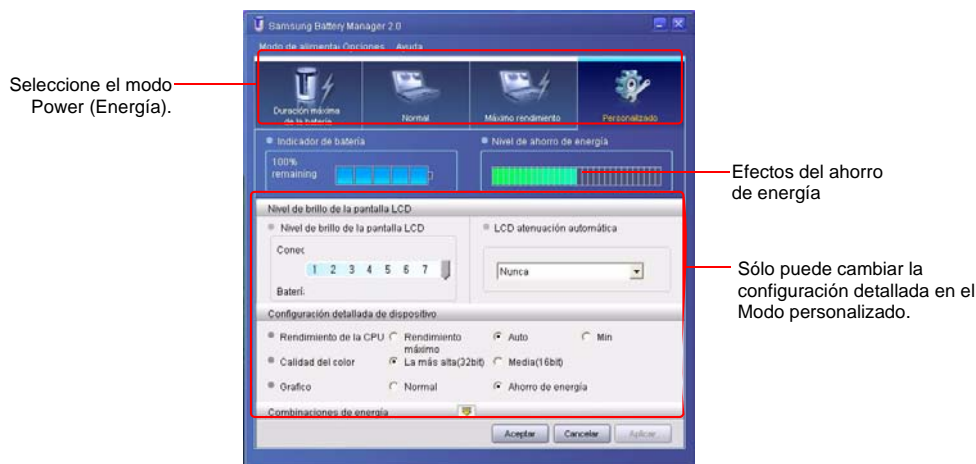 Samsung Battery Manager 2.0
Modo de alimentai Opciones Ayuda
Seleccione el modo
Power (Energía).
Duración máxima
de la batería
Normal
Máximo rendimiento
Personalizado
Indicador de batería
Nivel de ahorro de energía
100%
remaining
Efectos del ahorro
de energía
Nivel de brillo de la pantalla LCD
Nivel de brillo de la pantalla LCD
LCD atenuación automática
Conec
1 2 3 4 5 6 7
Nunca
Baterí.
Sólo puede cambiar la
configuración detallada en el
Modo personalizado.
Configuración detallada de dispositivo
Rendimiento de la CPU Rendimiento Auto Min
máximo
Calidad del color La más alta(32bit) Media(16bit)
Grafico Normal Ahorro de energía
Combinaciones de energía
Aceptar Cancelar Aplicar